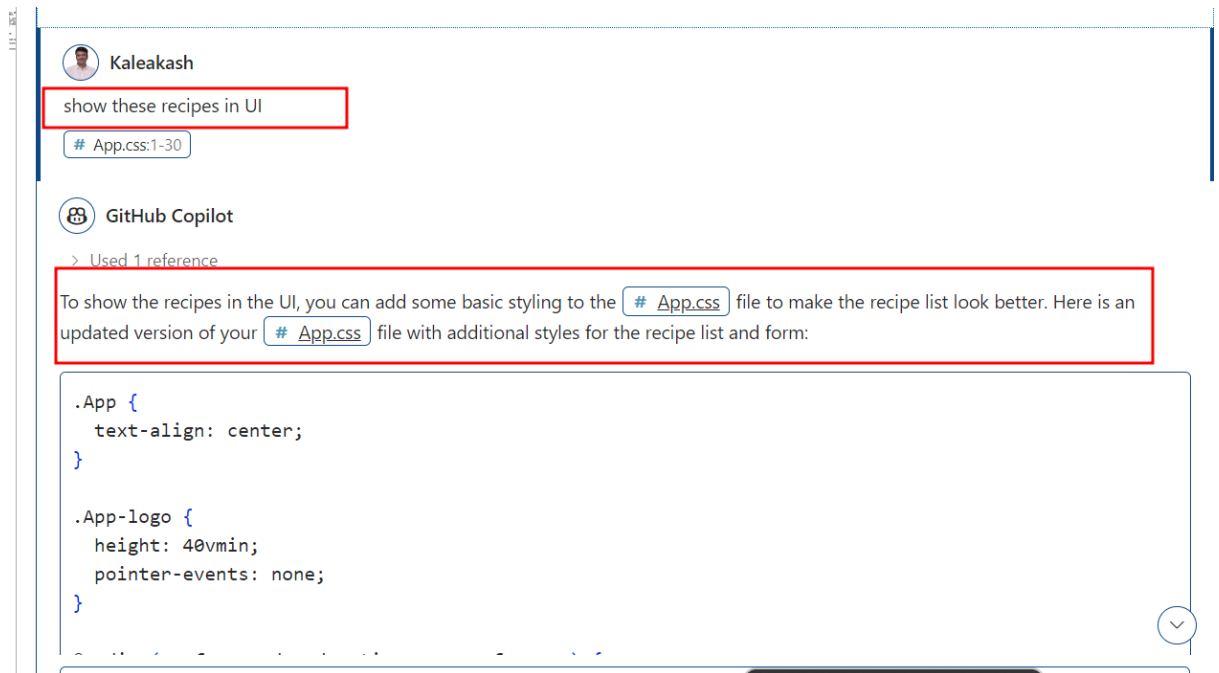 Kaleakash
show these recipes in UI
# App.css:1-30
GitHub Copilot
> Used 1 reference
To show the recipes in the UI, you can add some basic styling to the # App.css file to make the recipe list look better. Here is an
updated version of your # App.css file with additional styles for the recipe list and form:
.App {
text-align: center;
}
.App-logo {
height: 40vmin;
pointer-events: none;
}